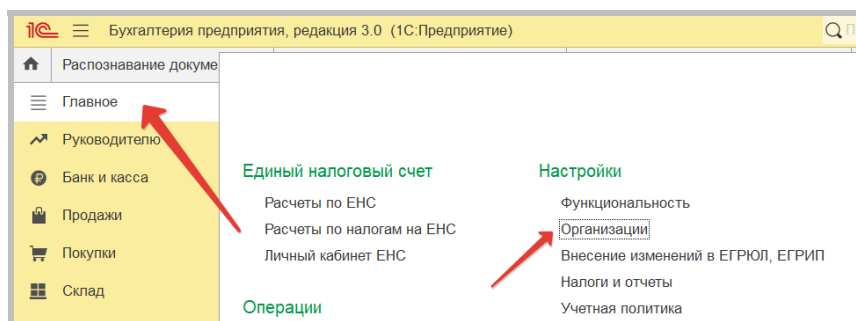 1С Бухгалтерия предприятия, редакция 3.0 (1С:Предприятие)
Распознавание докуме
Главное
Руководителю
Банк и касса
Продажи
Покупки
Склад
Единый налоговый счет
Расчеты по ЕНС
Расчеты по налогам на ЕНС
Личный кабинет ЕНС
Операции
Настройки
Функциональность
Организации
Внесение изменений в ЕГРЮЛ, ЕГРИП
Налоги и отчеты
Учетная политика